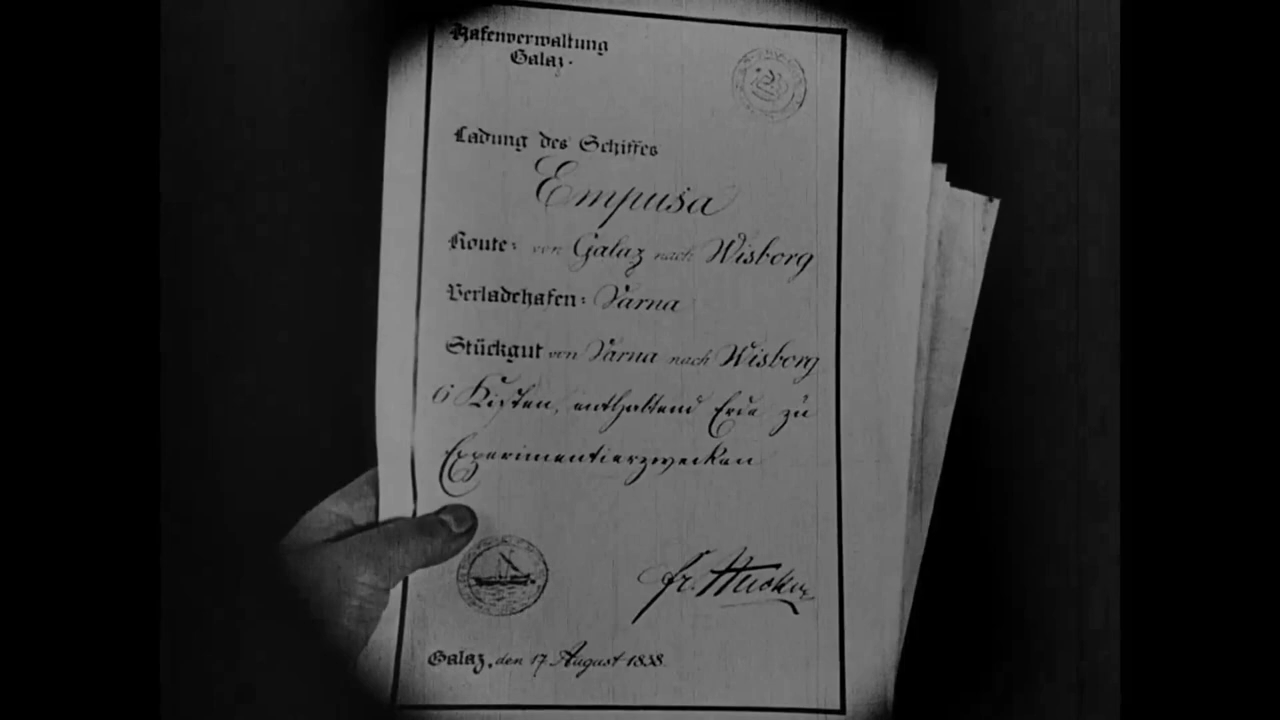 Hafenverwaltung
Galaz.
Ladung des Schiffes
Empusa
Route: von Galaz nach Wisborg
Verladehafen: Varna
Stückgut von Varna nach Wisborg
6 Kisten, enthaltend Erde zu
Experimentierzwecken
fr.
Galaz, den 17 August 1838